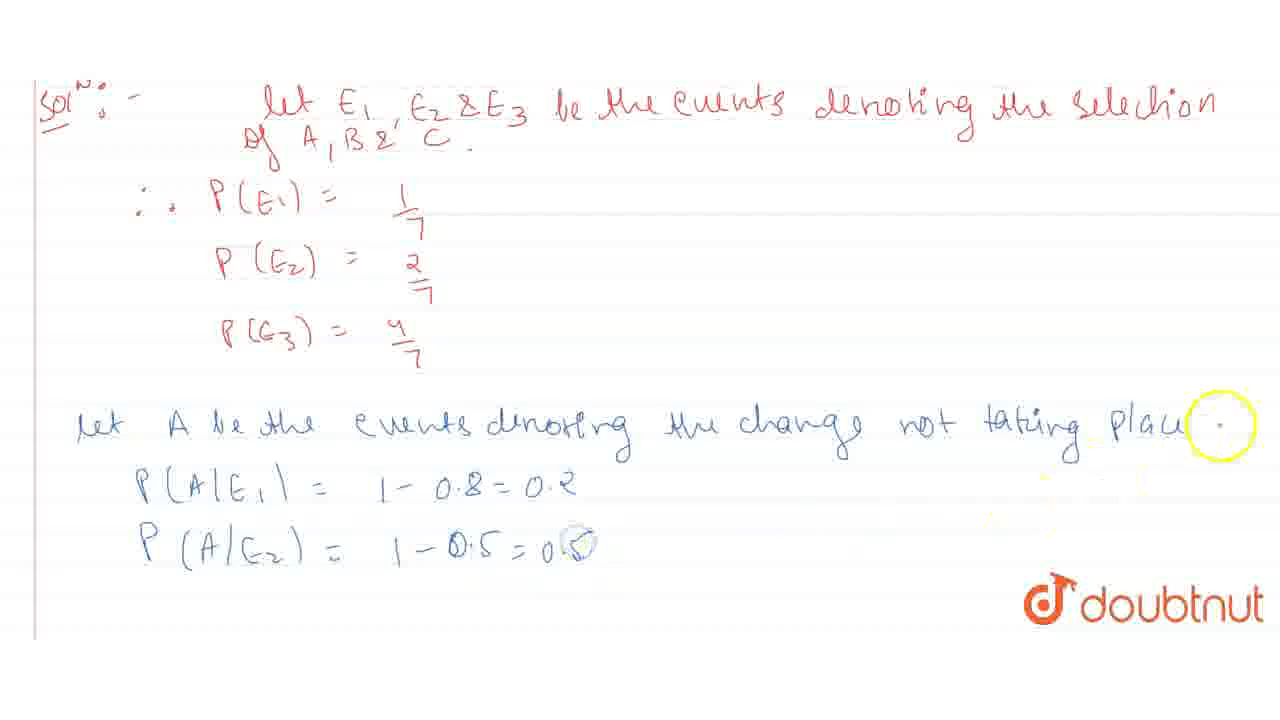 Solⁿ: - let E1, E2 & E3 be the events denoting the selection
of A, B & C.
∴ P(E1) = 1/7
P(E2) = 2/7
P(E3) = 4/7
let A be the events denoting the change not taking place
P(A|E1) = 1 - 0.8 = 0.2
P(A|E2) = 1 - 0.5 = 0.5
doubtnut